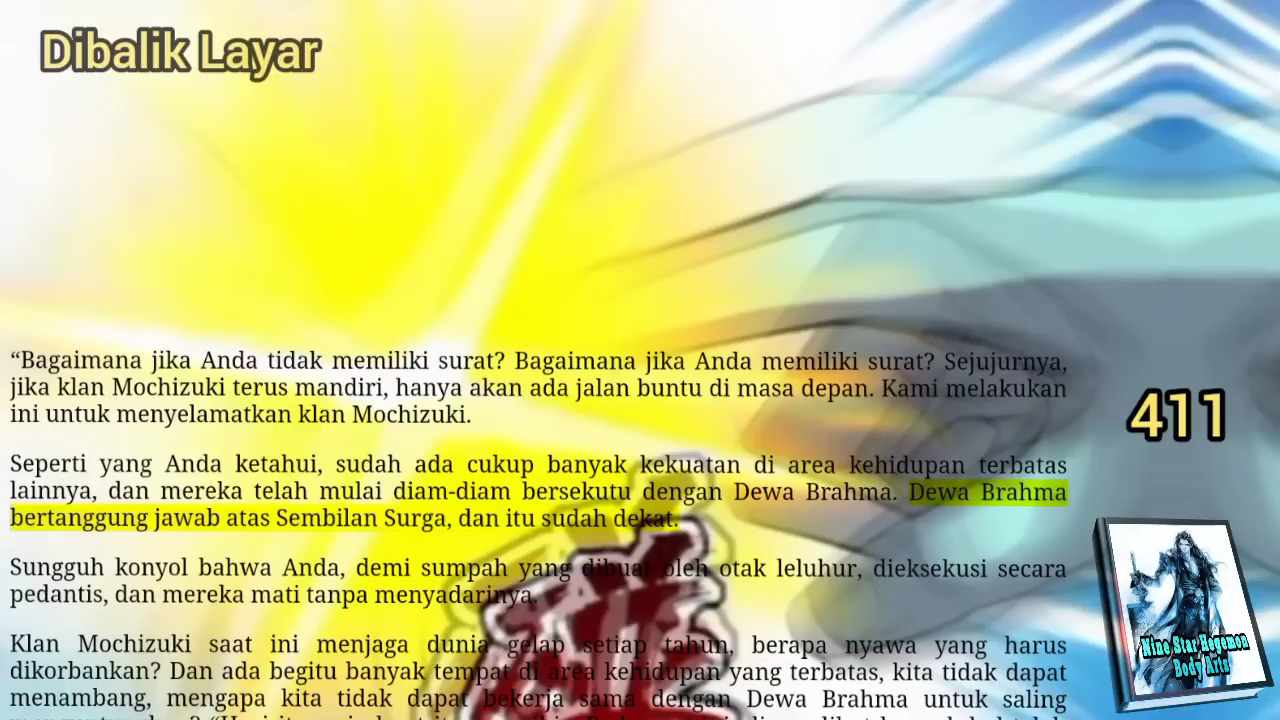 Dibalik Layar
“Bagaimana jika Anda tidak memiliki surat? Bagaimana jika Anda memiliki surat? Sejujurnya,
jika klan Mochizuki terus mandiri, hanya akan ada jalan buntu di masa depan. Kami melakukan
ini untuk menyelamatkan klan Mochizuki.
Seperti yang Anda ketahui, sudah ada cukup banyak kekuatan di area kehidupan terbatas
lainnya, dan mereka telah mulai diam-diam bersekutu dengan Dewa Brahma. Dewa Brahma
bertanggung jawab atas Sembilan Surga, dan itu sudah dekat.
Sungguh konyol bahwa Anda, demi sumpah yang dibuat oleh otak leluhur, dieksekusi secara
pedantis, dan mereka mati tanpa menyadarinya.
Klan Mochizuki saat ini menjaga dunia gelap setiap tahun, berapa nyawa yang harus
dikorbankan? Dan ada begitu banyak tempat di area kehidupan yang terbatas, kita tidak dapat
menambang, mengapa kita tidak dapat bekerja sama dengan Dewa Brahma untuk saling
411
Nine Star Hegemon
Body Arts